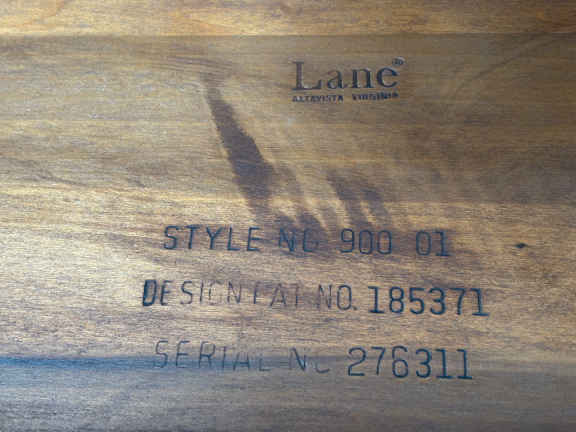 Lane®
ALTAVISTA VIRGINIA
STYLE NO 900 01
DESIGN PAT NO. 185371
SERIAL NO 276311